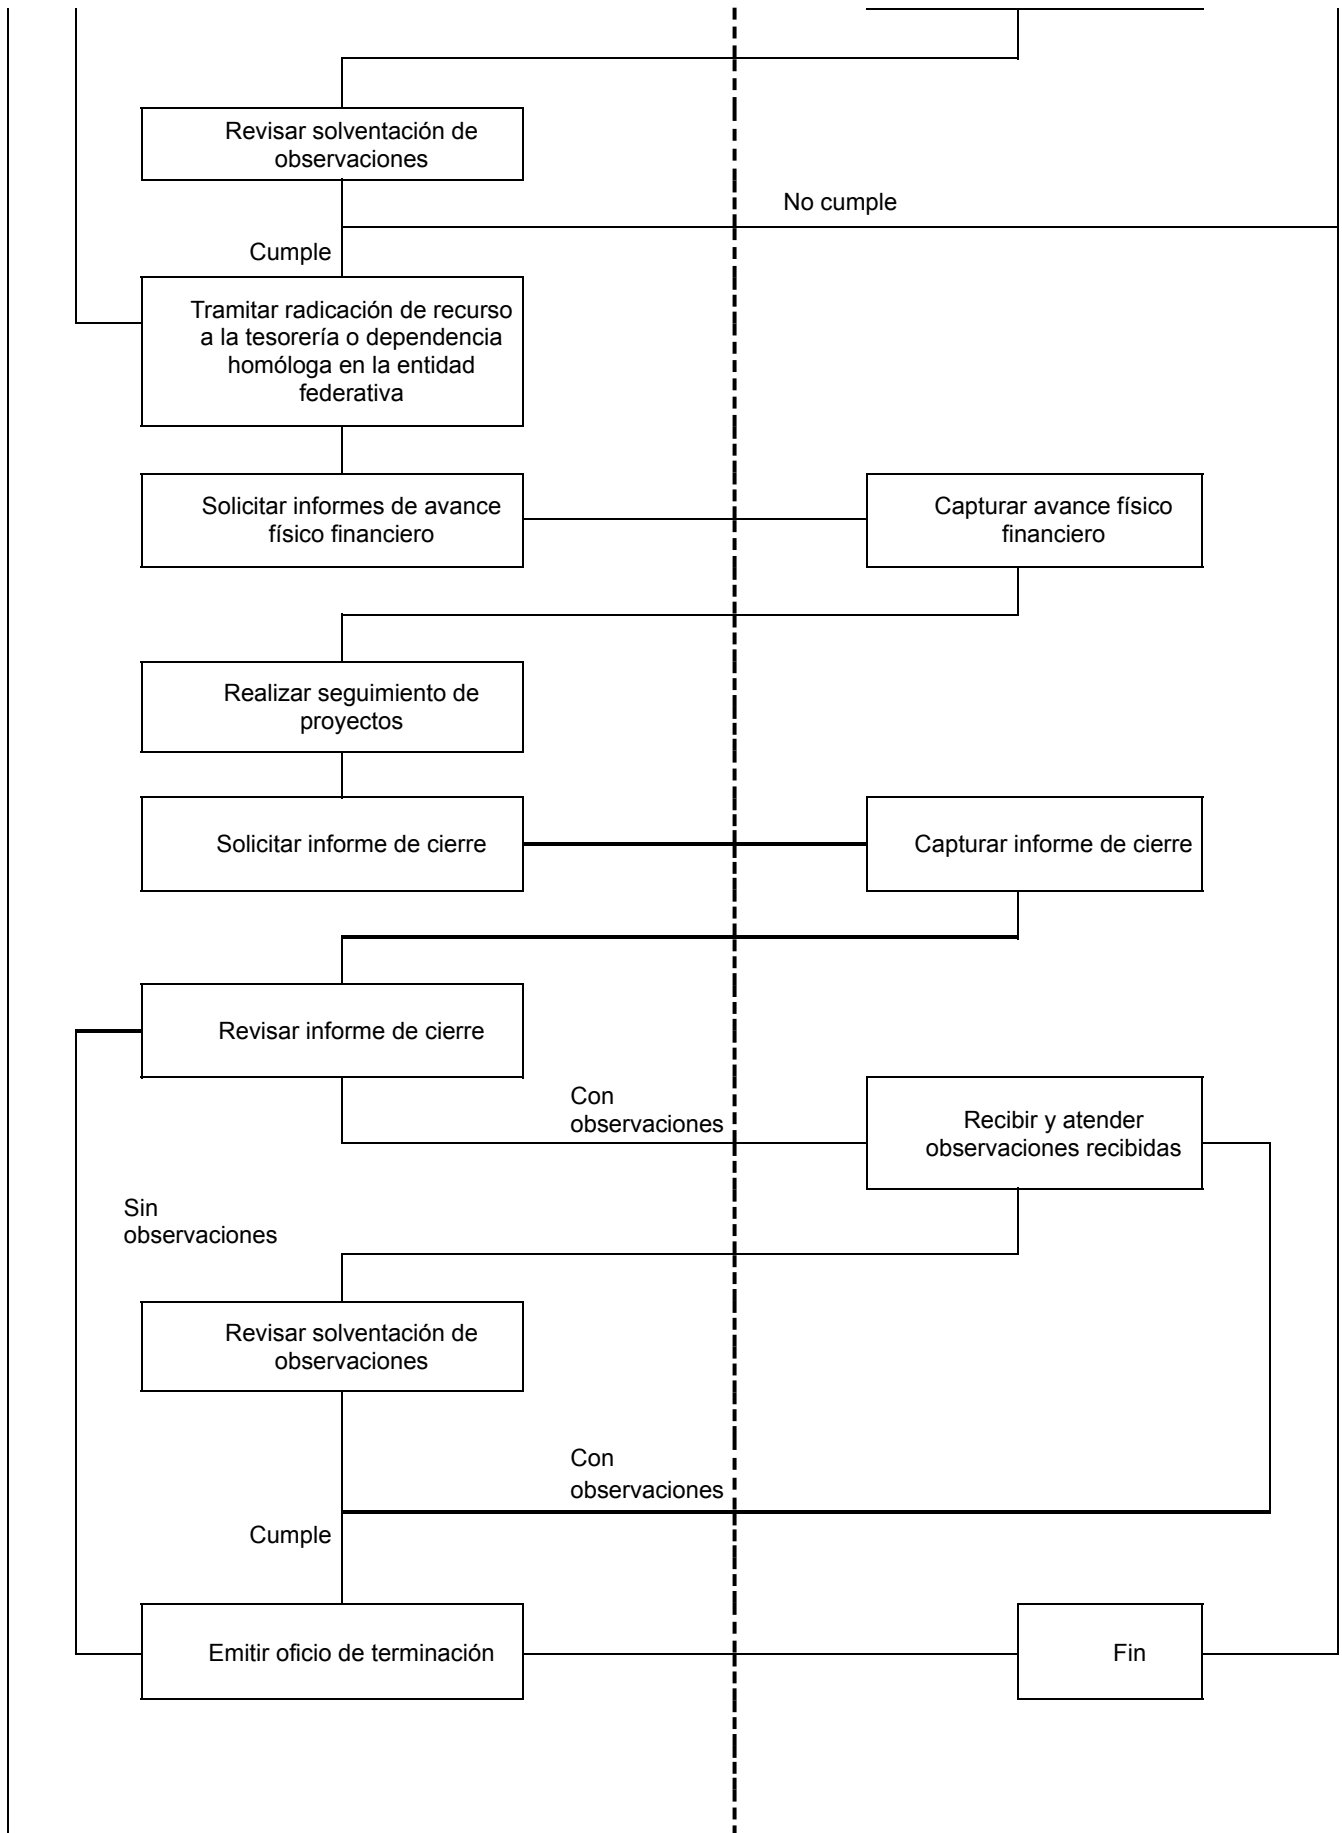 Revisar solventación de
observaciones
No cumple
Cumple
Tramitar radicación de recurso
a la tesorería o dependencia
homóloga en la entidad
federativa
Solicitar informes de avance
físico financiero
Capturar avance físico
financiero
Realizar seguimiento de
proyectos
Solicitar informe de cierre
Capturar informe de cierre
Revisar informe de cierre
Con
observaciones
Recibir y atender
observaciones recibidas
Sin
observaciones
Revisar solventación de
observaciones
Con
observaciones
Cumple
Emitir oficio de terminación
Fin